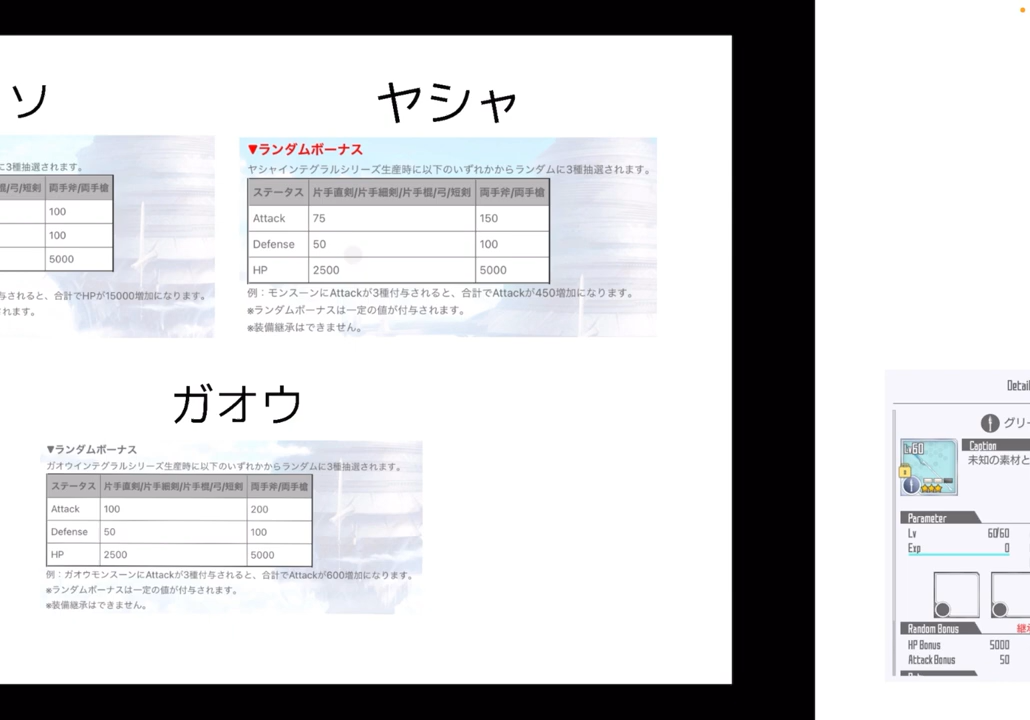 ソ
に3種抽選されます。
棍/弓/短剣 両手斧/両手槍
100
100
5000
与されると、合計でHPが15000増加になります。
されます。
ヤシャ
▼ランダムボーナス
ヤシャインテグラルシリーズ生産時に以下のいずれかからランダムに3種抽選されます。
ステータス 片手直剣/片手細剣/片手棍/弓/短剣 両手斧/両手槍
Attack 75 150
Defense 50 100
HP 2500 5000
例：モンスーンにAttackが3種付与されると、合計でAttackが450増加になります。
※ランダムボーナスは一定の値が付与されます。
※装備継承はできません。
ガオウ
▼ランダムボーナス
ガオウインテグラルシリーズ生産時に以下のいずれかからランダムに3種抽選されます。
ステータス 片手直剣/片手細剣/片手棍/弓/短剣 両手斧/両手槍
Attack 100 200
Defense 50 100
HP 2500 5000
例：ガオウモンスーンにAttackが3種付与されると、合計でAttackが600増加になります。
※ランダムボーナスは一定の値が付与されます。
※装備継承はできません。
Detail
グリー
Lv60
Caption
未知の素材と
Parameter
Lv 60/60
Exp 0
Random Bonus 継承
HP Bonus 5000
Attack Bonus 50